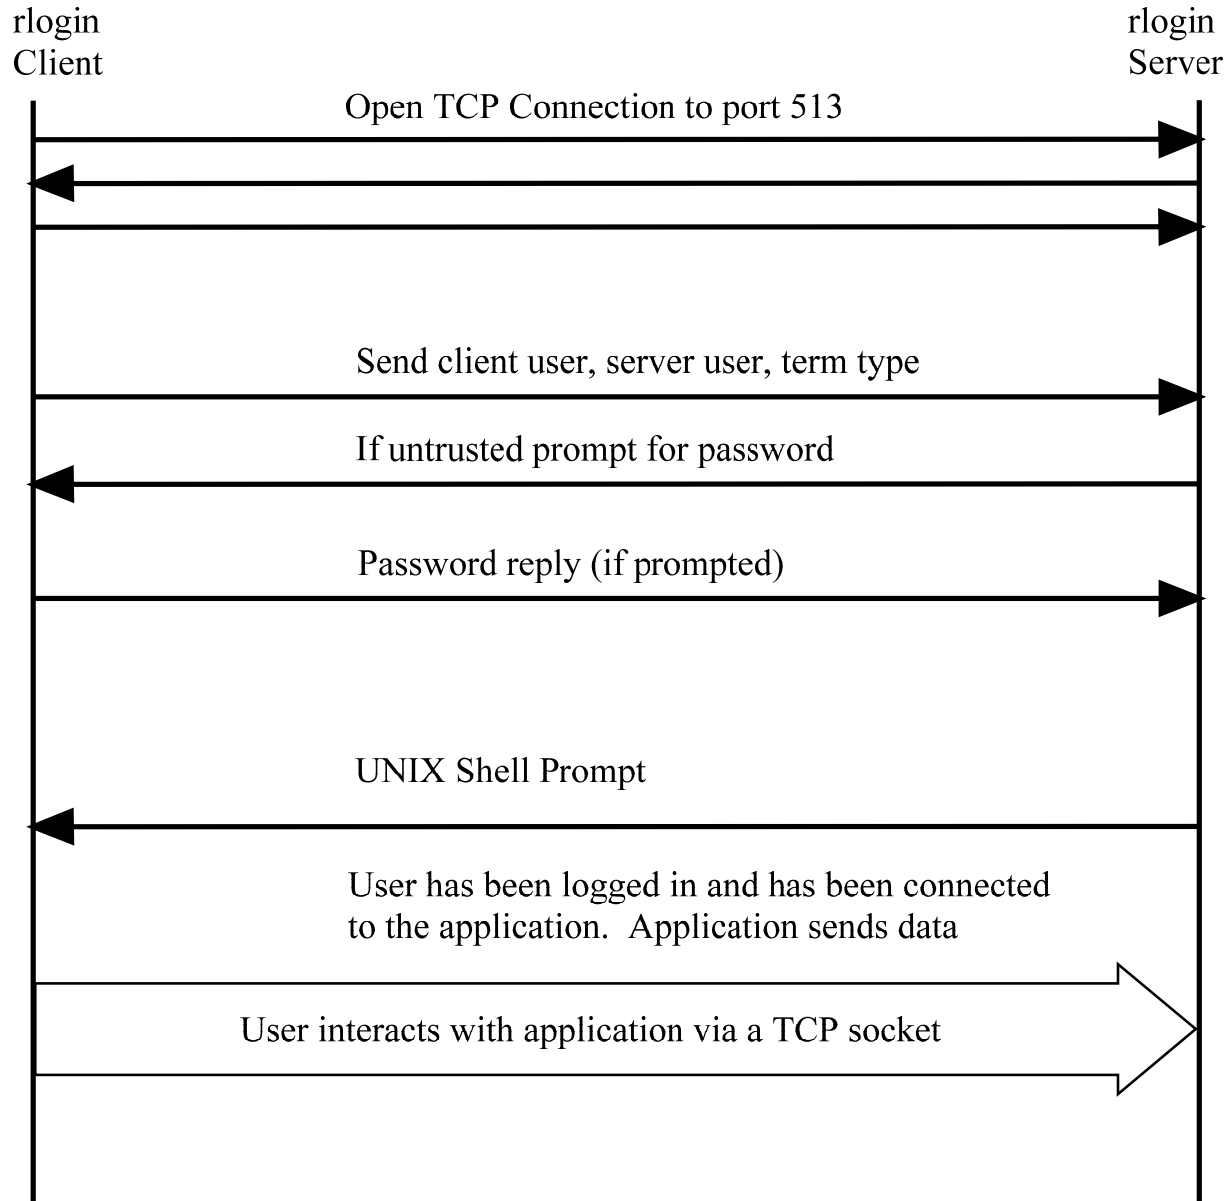 rlogin
Client
rlogin
Server
Open TCP Connection to port 513
Send client user, server user, term type
If untrusted prompt for password
Password reply (if prompted)
UNIX Shell Prompt
User has been logged in and has been connected
to the application.  Application sends data
User interacts with application via a TCP socket